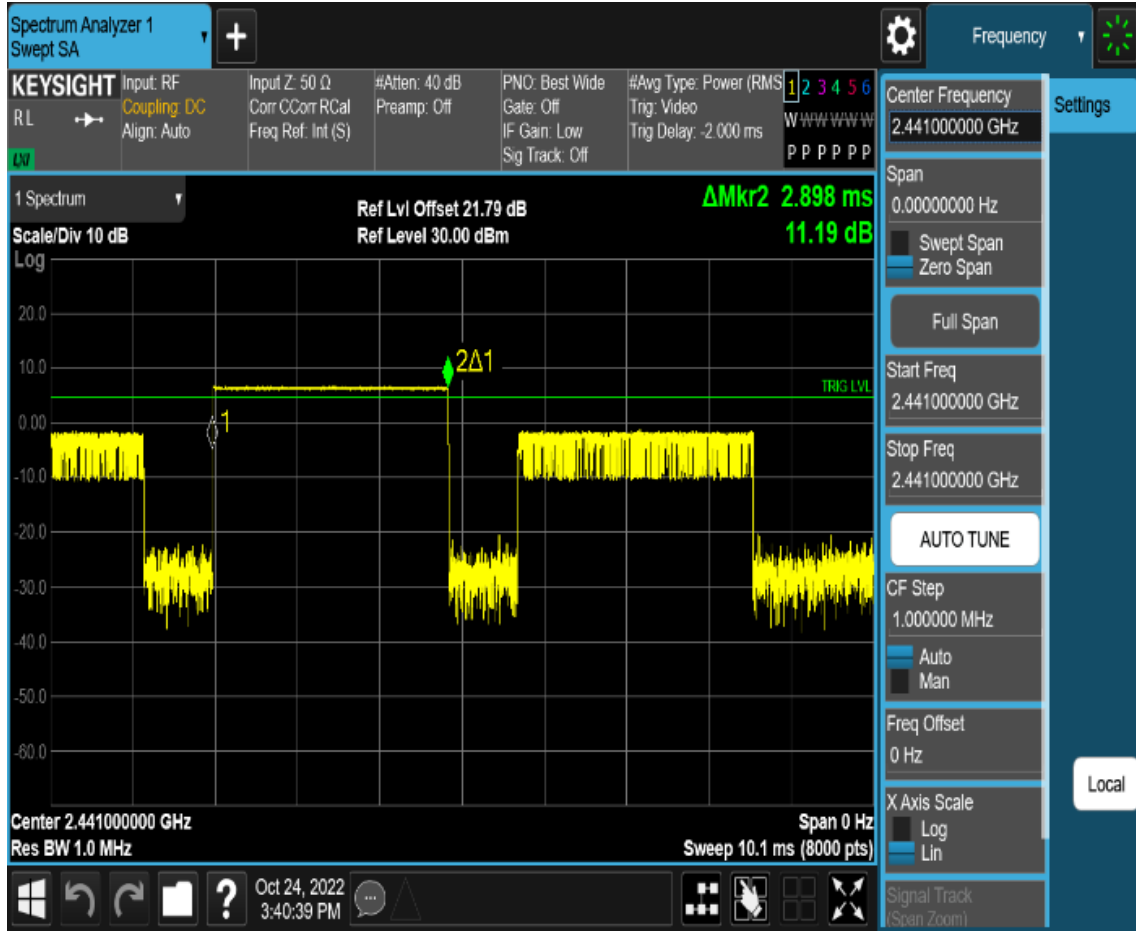 Spectrum Analyzer 1
Swept SA
+
Frequency
KEYSIGHT
RL
LXI
Input: RF
Coupling: DC
Align: Auto
Input Z: 50 Ω
Corr CCorr RCal
Freq Ref: Int (S)
#Atten: 40 dB
Preamp: Off
PNO: Best Wide
Gate: Off
IF Gain: Low
Sig Track: Off
#Avg Type: Power (RMS
Trig: Video
Trig Delay: -2.000 ms
1 2 3 4 5 6
W W W W W W
P P P P P P
1 Spectrum
Scale/Div 10 dB
Log
Ref Lvl Offset 21.79 dB
Ref Level 30.00 dBm
ΔMkr2 2.898 ms
11.19 dB
20.0
10.0
0.00
-10.0
-20.0
-30.0
-40.0
-50.0
-60.0
2Δ1
1
TRIG LVL
Center 2.441000000 GHz
Res BW 1.0 MHz
Span 0 Hz
Sweep 10.1 ms (8000 pts)
Center Frequency
2.441000000 GHz
Span
0.00000000 Hz
Swept Span
Zero Span
Full Span
Start Freq
2.441000000 GHz
Stop Freq
2.441000000 GHz
AUTO TUNE
CF Step
1.000000 MHz
Auto
Man
Freq Offset
0 Hz
X Axis Scale
Log
Lin
Signal Track
(Span Zoom)
Settings
Local
?
Oct 24, 2022
3:40:39 PM